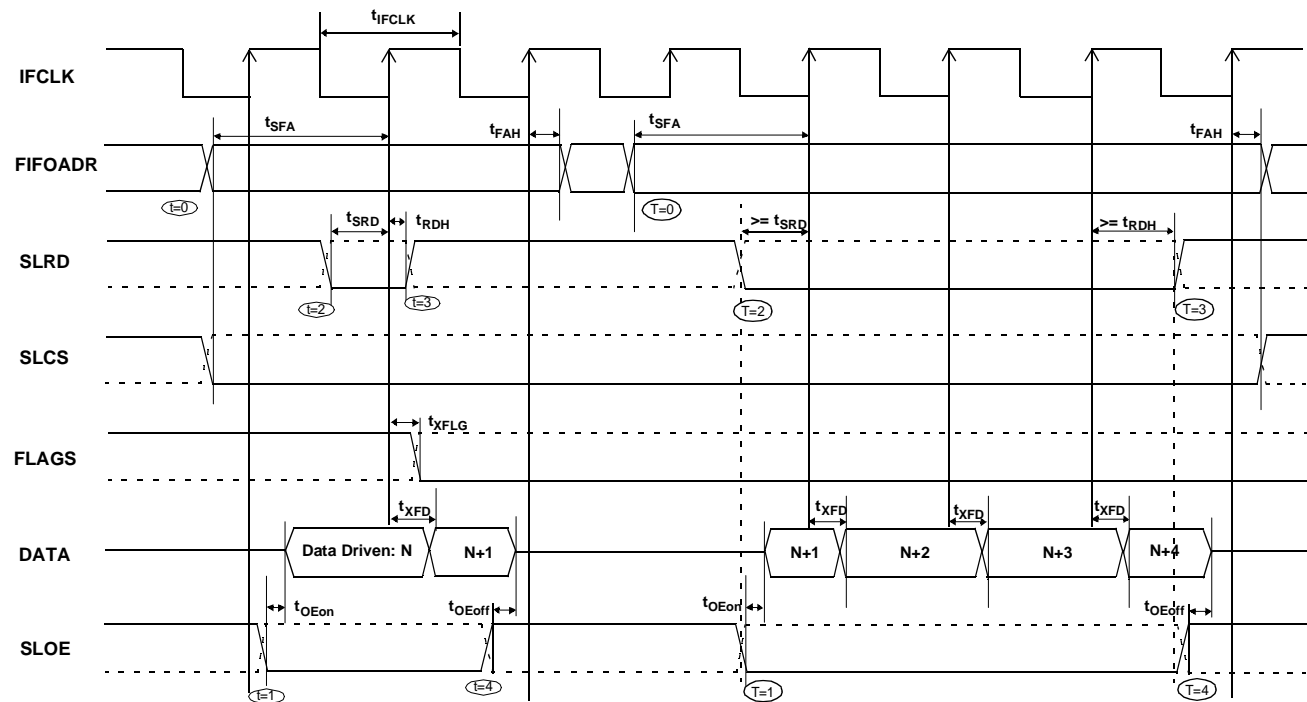 tIFCLK
IFCLK
tSFA
tFAH
tSFA
tFAH
FIFOADR
t=0
T=0
tSRD
tRDH
>= tSRD
>= tRDH
SLRD
t=2
t=3
T=2
T=3
SLCS
tXFLG
FLAGS
tXFD
tXFD
tXFD
tXFD
DATA
Data Driven: N
N+1
N+1
N+2
N+3
N+4
tOEon
tOEoff
tOEon
tOEoff
SLOE
t=1
t=4
T=1
T=4